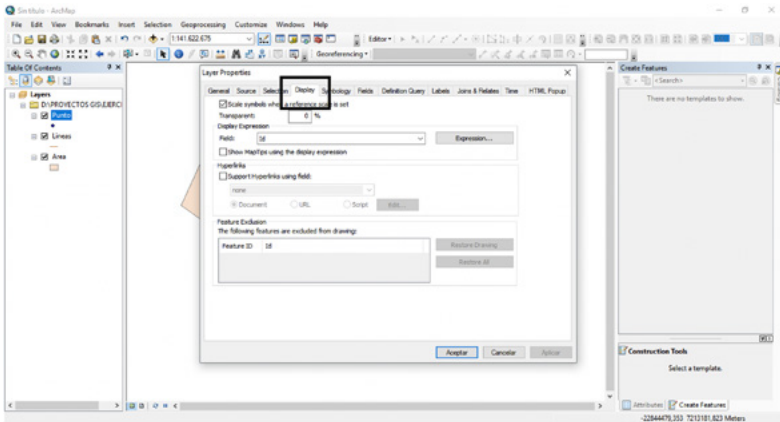 Sin título - ArcMap
File Edit View Bookmarks Insert Selection Geoprocessing Customize Windows Help
1:141.622.675
Editor
Georeferencing
Table Of Contents
Layers
D:\PROYECTOS GIS\EJERCI
Punto
Lineas
Area
Layer Properties
General Source Selection Display Symbology Fields Definition Query Labels Joins & Relates Time HTML Popup
Scale symbols when a reference scale is set
Transparent: 0 %
Display Expression
Field: Id Expression...
Show MapTips using the display expression
Hyperlinks
Support Hyperlinks using field:
none
Document URL Script Edit...
Feature Exclusion
The following features are excluded from drawing:
Feature ID Id
Restore Drawing
Restore All
Aceptar Cancelar Aplicar
Create Features
<Search>
There are no templates to show.
Construction Tools
Select a template.
Attributes Create Features
-22844479,353 7213181,823 Meters